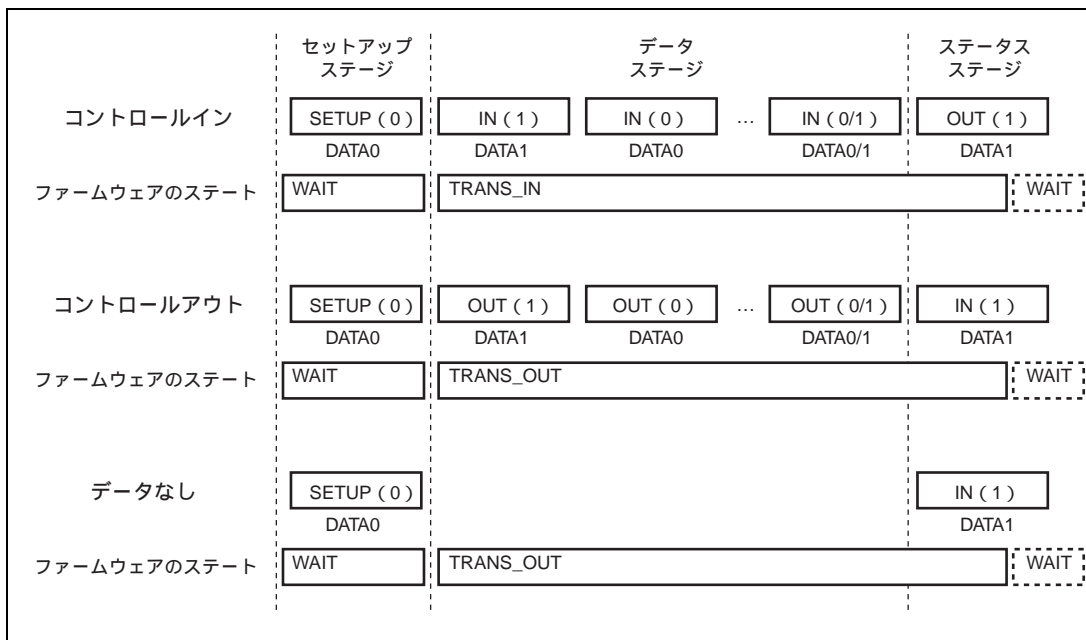 セットアップ
ステージ
データ
ステージ
ステータス
ステージ
コントロールイン
SETUP ( 0 )
IN ( 1 )
IN ( 0 )
...
IN ( 0/1 )
OUT ( 1 )
DATA0
DATA1
DATA0
DATA0/1
DATA1
ファームウェアのステート
WAIT
TRANS_IN
WAIT
コントロールアウト
SETUP ( 0 )
OUT ( 1 )
OUT ( 0 )
...
OUT ( 0/1 )
IN ( 1 )
DATA0
DATA1
DATA0
DATA0/1
DATA1
ファームウェアのステート
WAIT
TRANS_OUT
WAIT
データなし
SETUP ( 0 )
IN ( 1 )
DATA0
DATA1
ファームウェアのステート
WAIT
TRANS_OUT
WAIT